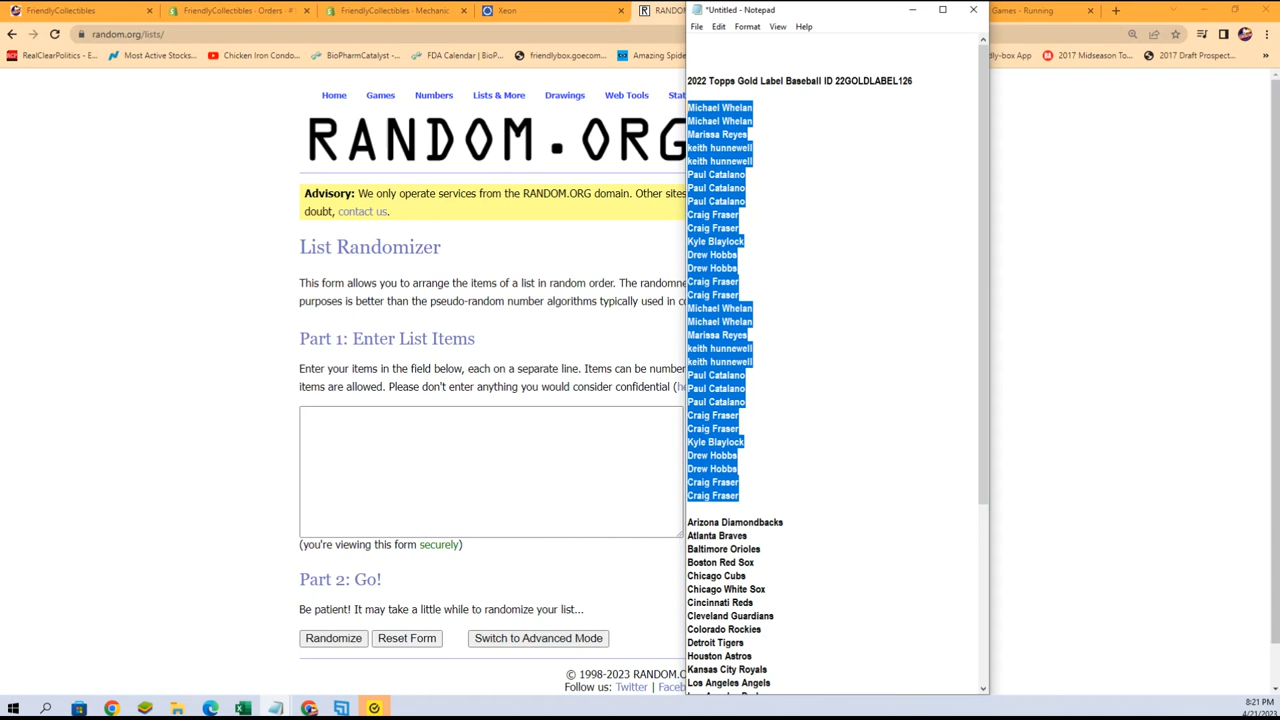 FriendlyCollectibles
FriendlyCollectibles - Orders - #
FriendlyCollectibles - Mechanic
Xeon
RANDO
Games - Running
random.org/lists/
RealClearPolitics - E...
Most Active Stocks...
Chicken Iron Condo...
BioPharmCatalyst -...
FDA Calendar | BioP...
friendlybox.goecom...
Amazing Spide
ly-box App
2017 Midseason To...
2017 Draft Prospect...
Home
Games
Numbers
Lists & More
Drawings
Web Tools
Stat
RANDOM.ORG
Advisory: We only operate services from the RANDOM.ORG domain. Other sites
doubt, contact us.
List Randomizer
This form allows you to arrange the items of a list in random order. The randomne
purposes is better than the pseudo-random number algorithms typically used in co
Part 1: Enter List Items
Enter your items in the field below, each on a separate line. Items can be number
items are allowed. Please don't enter anything you would consider confidential (he
(you're viewing this form securely)
Part 2: Go!
Be patient! It may take a little while to randomize your list...
Randomize
Reset Form
Switch to Advanced Mode
© 1998-2023 RANDOM.O
Follow us: Twitter | Faceb
*Untitled - Notepad
File
Edit
Format
View
Help
2022 Topps Gold Label Baseball ID 22GOLDLABEL126
Michael Whelan
Michael Whelan
Marissa Reyes
keith hunnewell
keith hunnewell
Paul Catalano
Paul Catalano
Paul Catalano
Craig Fraser
Craig Fraser
Kyle Blaylock
Drew Hobbs
Drew Hobbs
Craig Fraser
Craig Fraser
Michael Whelan
Michael Whelan
Marissa Reyes
keith hunnewell
keith hunnewell
Paul Catalano
Paul Catalano
Paul Catalano
Craig Fraser
Craig Fraser
Kyle Blaylock
Drew Hobbs
Drew Hobbs
Craig Fraser
Craig Fraser
Arizona Diamondbacks
Atlanta Braves
Baltimore Orioles
Boston Red Sox
Chicago Cubs
Chicago White Sox
Cincinnati Reds
Cleveland Guardians
Colorado Rockies
Detroit Tigers
Houston Astros
Kansas City Royals
Los Angeles Angels
8:21 PM
4/21/2023